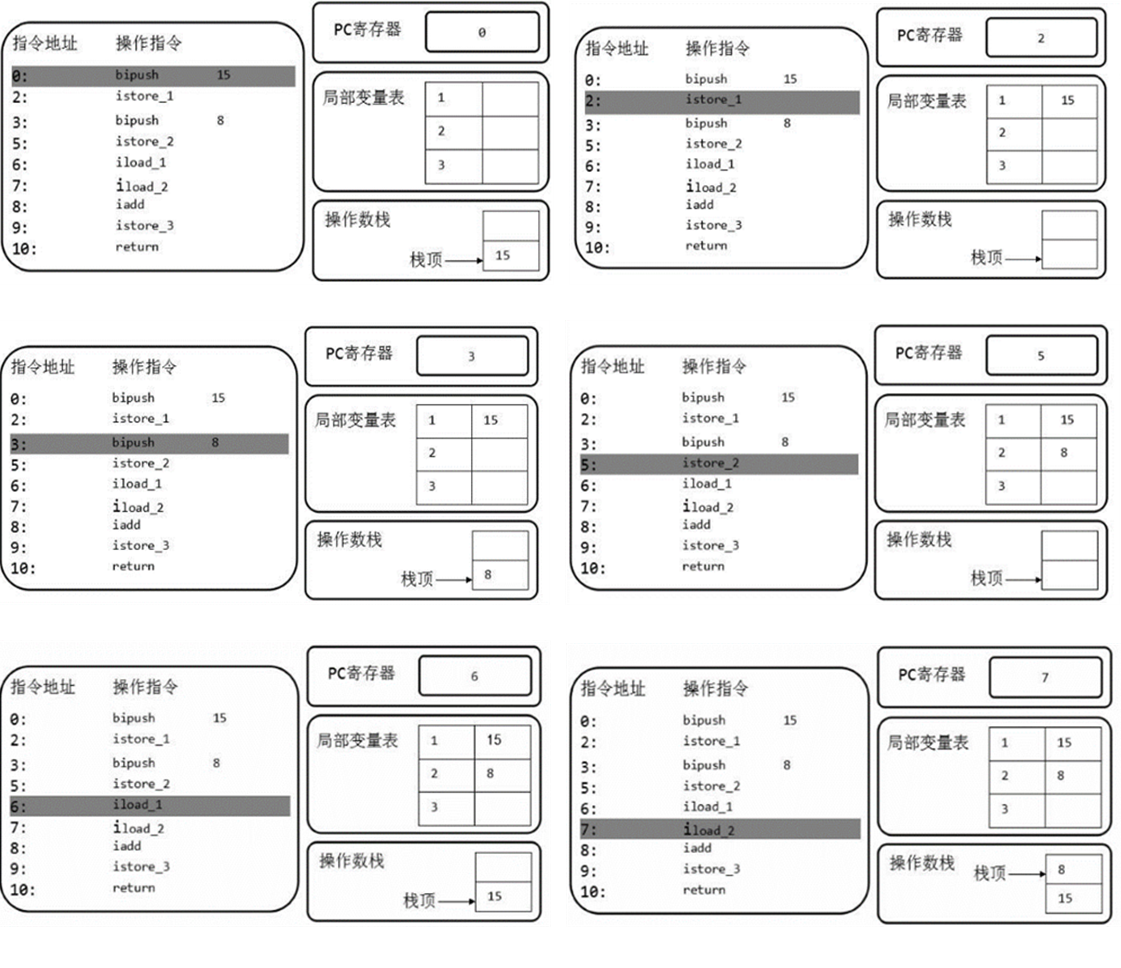 指令地址 操作指令
0: bipush 15
2: istore_1
3: bipush 8
5: istore_2
6: iload_1
7: iload_2
8: iadd
9: istore_3
10: return
PC寄存器 0
局部变量表 1
2
3
操作数栈
栈顶 15
指令地址 操作指令
0: bipush 15
2: istore_1
3: bipush 8
5: istore_2
6: iload_1
7: iload_2
8: iadd
9: istore_3
10: return
PC寄存器 2
局部变量表 1 15
2
3
操作数栈
栈顶
指令地址 操作指令
0: bipush 15
2: istore_1
3: bipush 8
5: istore_2
6: iload_1
7: iload_2
8: iadd
9: istore_3
10: return
PC寄存器 3
局部变量表 1 15
2
3
操作数栈
栈顶 8
指令地址 操作指令
0: bipush 15
2: istore_1
3: bipush 8
5: istore_2
6: iload_1
7: iload_2
8: iadd
9: istore_3
10: return
PC寄存器 5
局部变量表 1 15
2 8
3
操作数栈
栈顶
指令地址 操作指令
0: bipush 15
2: istore_1
3: bipush 8
5: istore_2
6: iload_1
7: iload_2
8: iadd
9: istore_3
10: return
PC寄存器 6
局部变量表 1 15
2 8
3
操作数栈
栈顶 15
指令地址 操作指令
0: bipush 15
2: istore_1
3: bipush 8
5: istore_2
6: iload_1
7: iload_2
8: iadd
9: istore_3
10: return
PC寄存器 7
局部变量表 1 15
2 8
3
操作数栈 栈顶 8
15